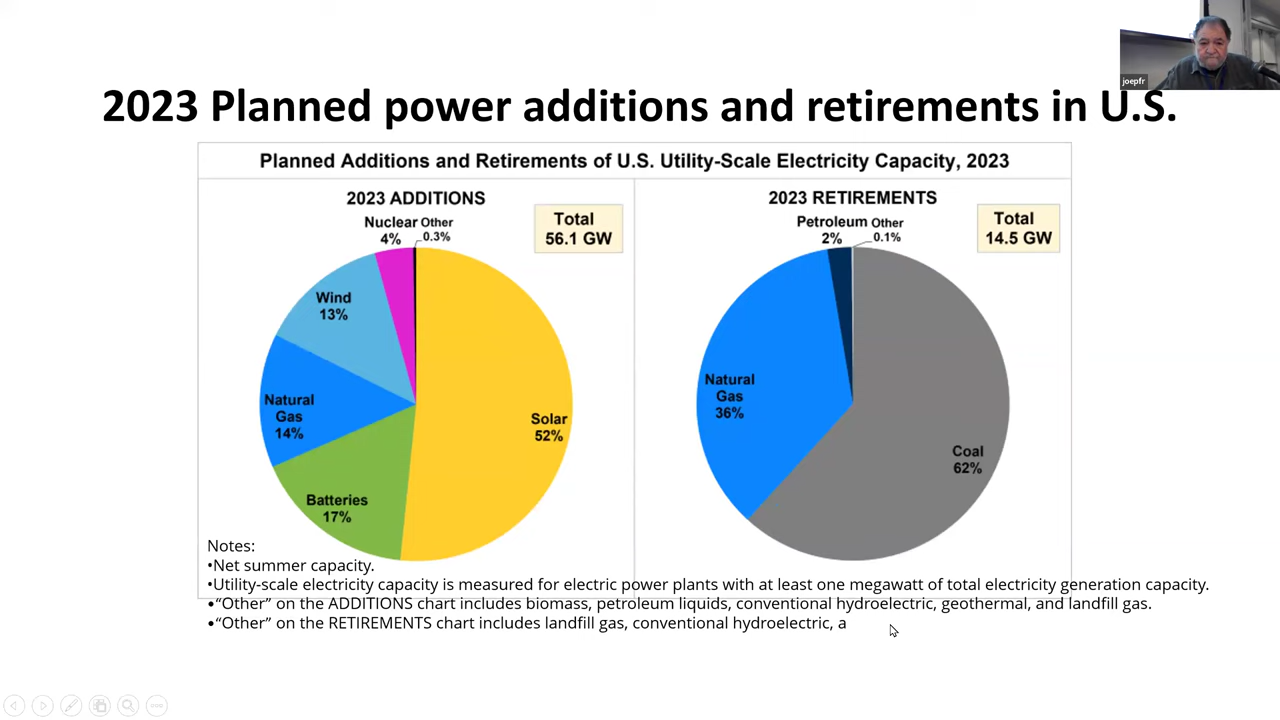 joepfr
2023 Planned power additions and retirements in U.S.
Planned Additions and Retirements of U.S. Utility-Scale Electricity Capacity, 2023
2023 ADDITIONS
Total
56.1 GW
Nuclear
4%
Other
0.3%
Wind
13%
Natural
Gas
14%
Solar
52%
Batteries
17%
2023 RETIREMENTS
Total
14.5 GW
Petroleum
2%
Other
0.1%
Natural
Gas
36%
Coal
62%
Notes:
•Net summer capacity.
•Utility-scale electricity capacity is measured for electric power plants with at least one megawatt of total electricity generation capacity.
•“Other” on the ADDITIONS chart includes biomass, petroleum liquids, conventional hydroelectric, geothermal, and landfill gas.
•“Other” on the RETIREMENTS chart includes landfill gas, conventional hydroelectric, a